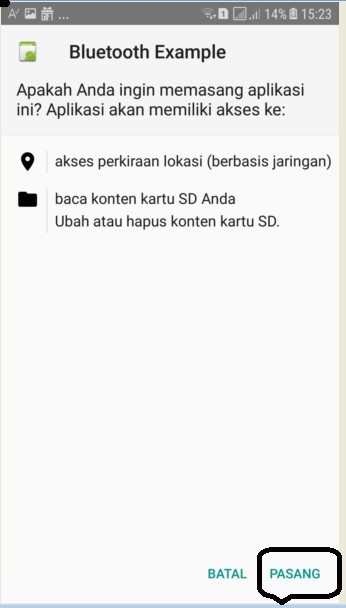 14% 15:23
Bluetooth Example
Apakah Anda ingin memasang aplikasi
ini? Aplikasi akan memiliki akses ke:
akses perkiraan lokasi (berbasis jaringan)
baca konten kartu SD Anda
Ubah atau hapus konten kartu SD.
BATAL PASANG